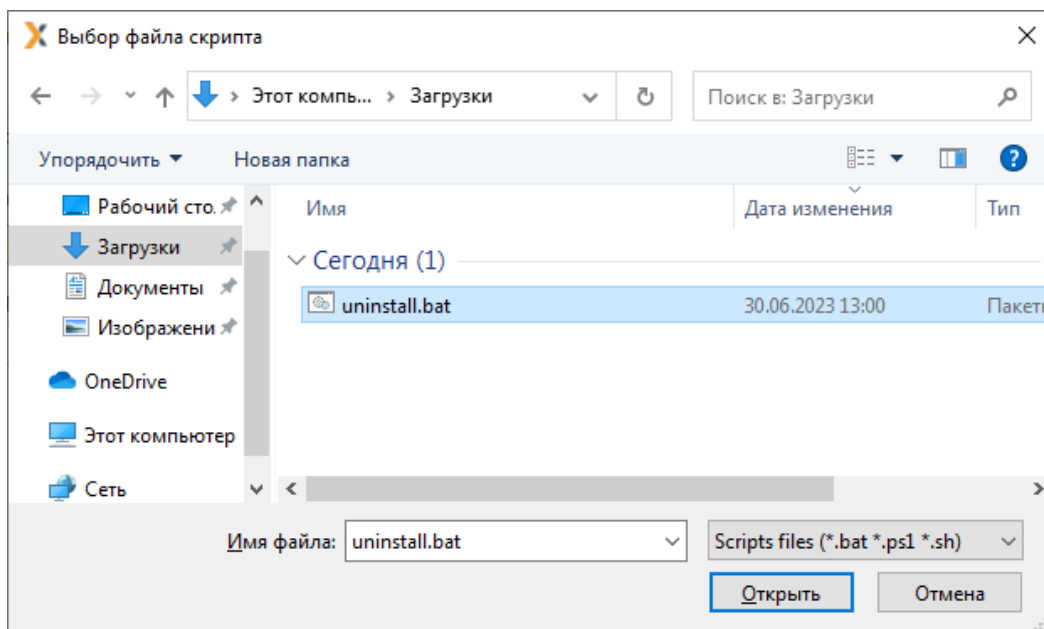 Выбор файла скрипта
Этот компь... > Загрузки
Поиск в: Загрузки
Упорядочить
Новая папка
Рабочий сто.
Загрузки
Документы
Изображени
OneDrive
Этот компьютер
Сеть
Имя
Дата изменения
Тип
Сегодня (1)
uninstall.bat
30.06.2023 13:00
Пакетн
Имя файла:
uninstall.bat
Scripts files (*.bat *.ps1 *.sh)
Открыть
Отмена